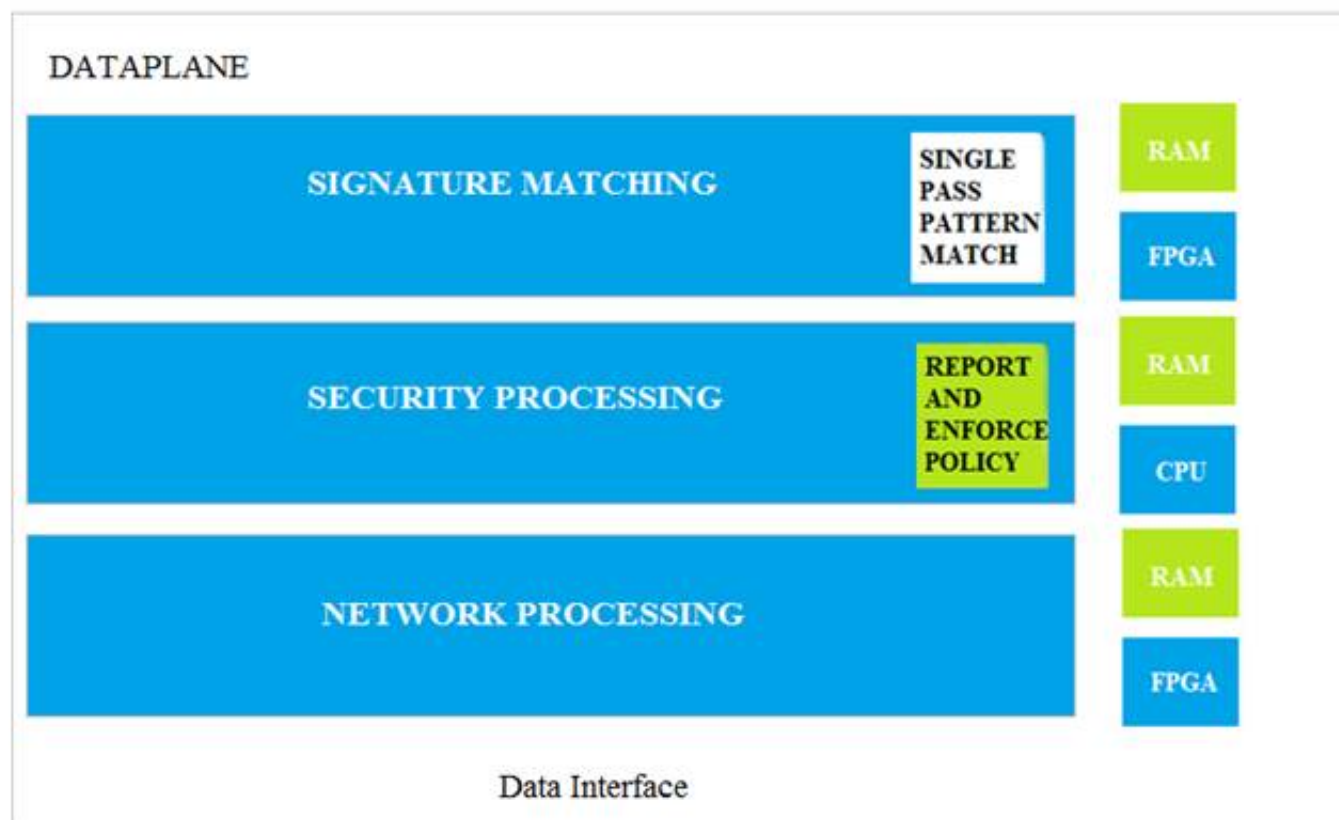 DATAPLANE
SIGNATURE MATCHING
SINGLE
PASS
PATTERN
MATCH
RAM
FPGA
SECURITY PROCESSING
REPORT
AND
ENFORCE
POLICY
RAM
CPU
NETWORK PROCESSING
RAM
FPGA
Data Interface